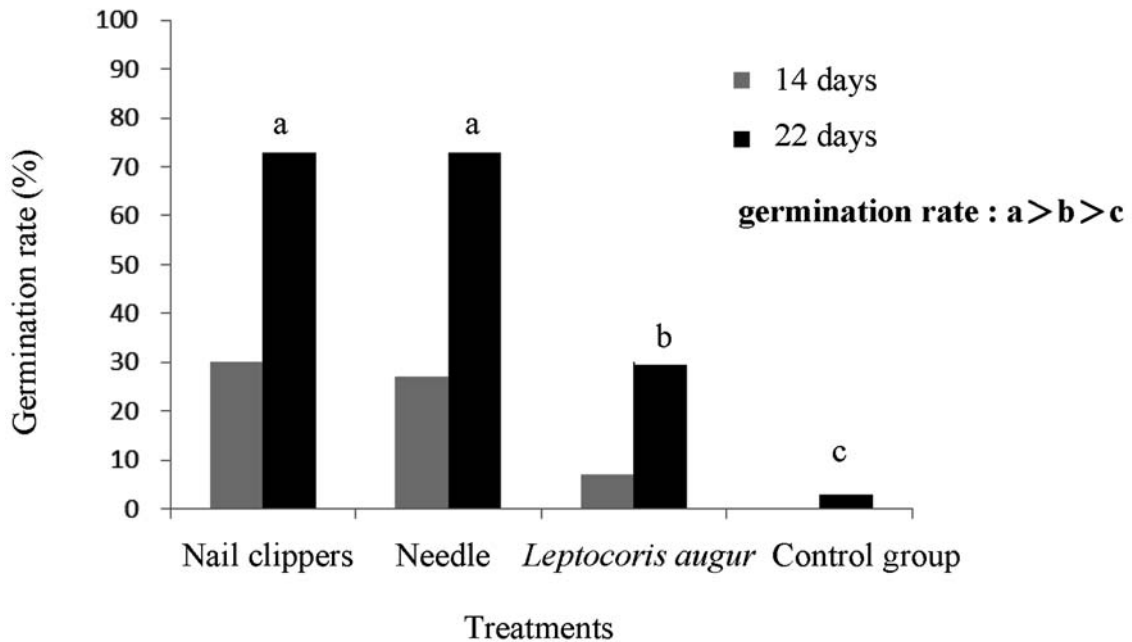 100
90
80
70
60
50
40
30
20
10
0
Germination rate (%)
a
a
b
c
14 days
22 days
germination rate : a＞b＞c
Nail clippers
Needle
Leptocoris augur
Control group
Treatments